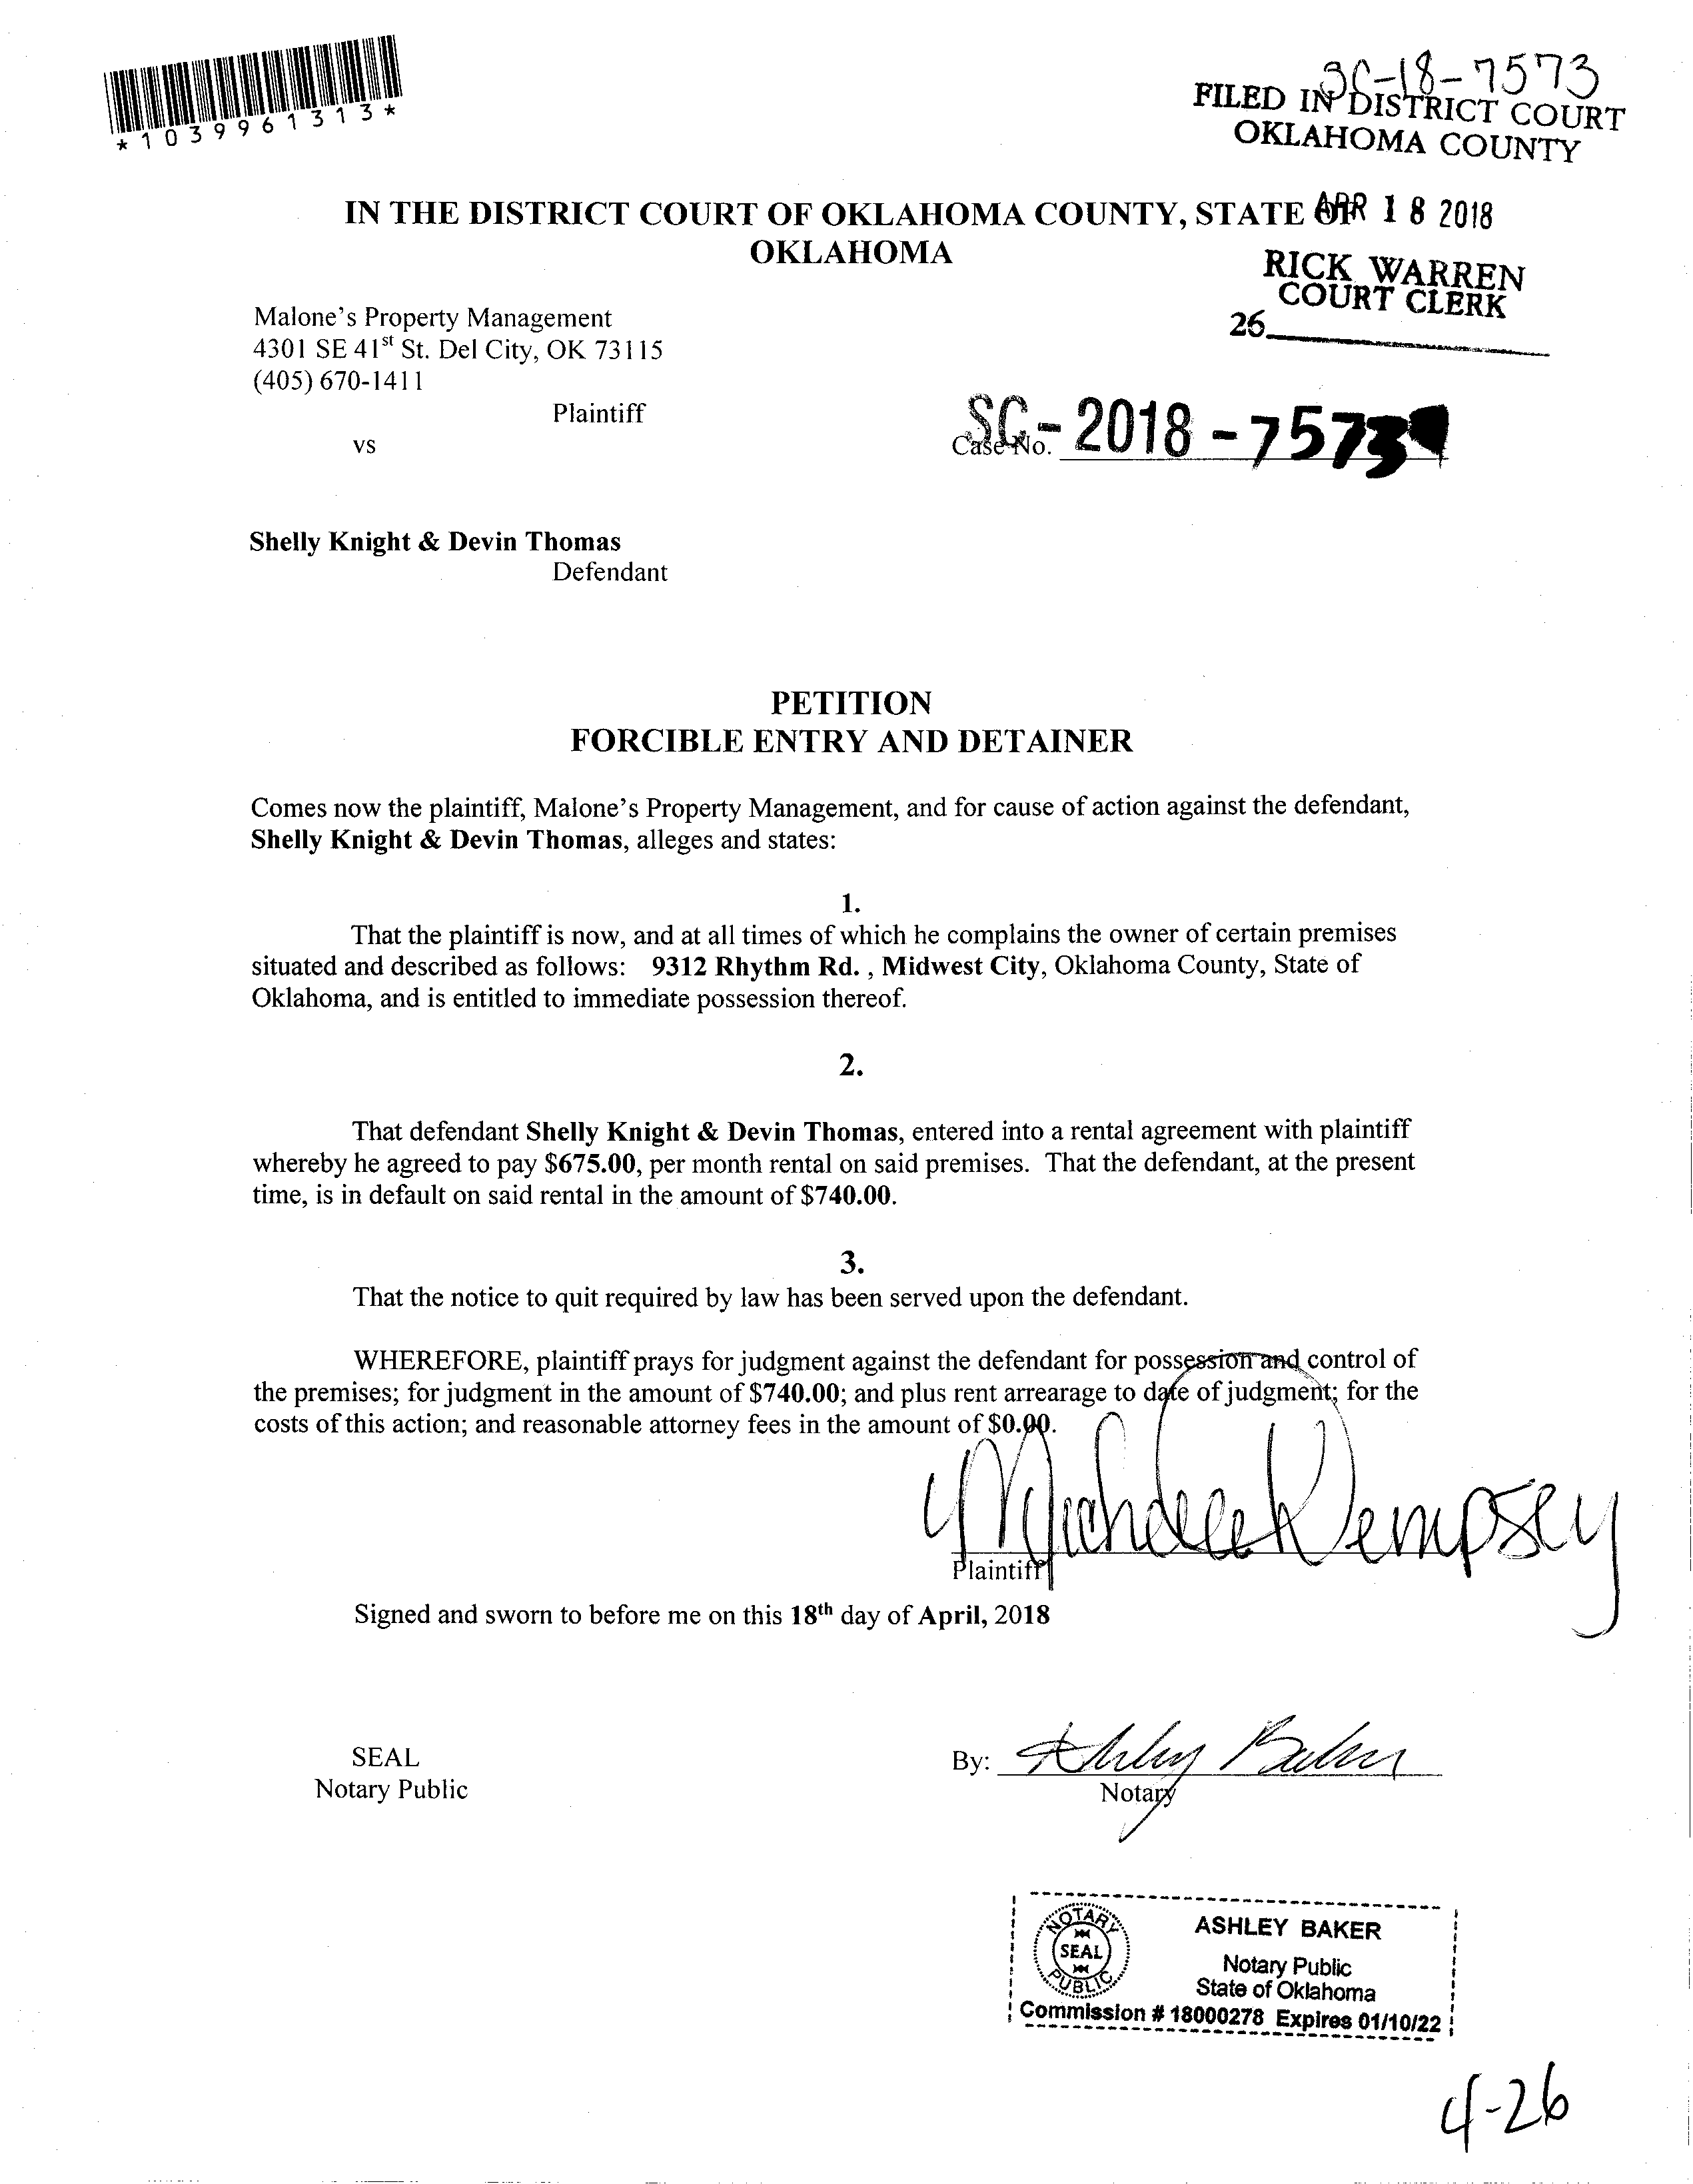 *1039961313*
SC-18-7573
FILED IN DISTRICT COURT
OKLAHOMA COUNTY
IN THE DISTRICT COURT OF OKLAHOMA COUNTY, STATE OF
APR 18 2018
OKLAHOMA
RICK WARREN
COURT CLERK
26
Malone's Property Management
4301 SE 41st St. Del City, OK 73115
(405) 670-1411
Plaintiff
vs
Case No. SC-2018-7573
Shelly Knight & Devin Thomas
Defendant
PETITION
FORCIBLE ENTRY AND DETAINER
Comes now the plaintiff, Malone's Property Management, and for cause of action against the defendant,
Shelly Knight & Devin Thomas, alleges and states:
1.
That the plaintiff is now, and at all times of which he complains the owner of certain premises
situated and described as follows: 9312 Rhythm Rd. , Midwest City, Oklahoma County, State of
Oklahoma, and is entitled to immediate possession thereof.
2.
That defendant Shelly Knight & Devin Thomas, entered into a rental agreement with plaintiff
whereby he agreed to pay $675.00, per month rental on said premises. That the defendant, at the present
time, is in default on said rental in the amount of $740.00.
3.
That the notice to quit required by law has been served upon the defendant.
WHEREFORE, plaintiff prays for judgment against the defendant for possession and control of
the premises; for judgment in the amount of $740.00; and plus rent arrearage to date of judgment; for the
costs of this action; and reasonable attorney fees in the amount of $0.00.
Dempsey
Plaintiff
Signed and sworn to before me on this 18th day of April, 2018
SEAL
Notary Public
By: Ashley Baker
Notary
NOTARY
SEAL
PUBLIC
ASHLEY BAKER
Notary Public
State of Oklahoma
Commission # 18000278 Expires 01/10/22
4-26